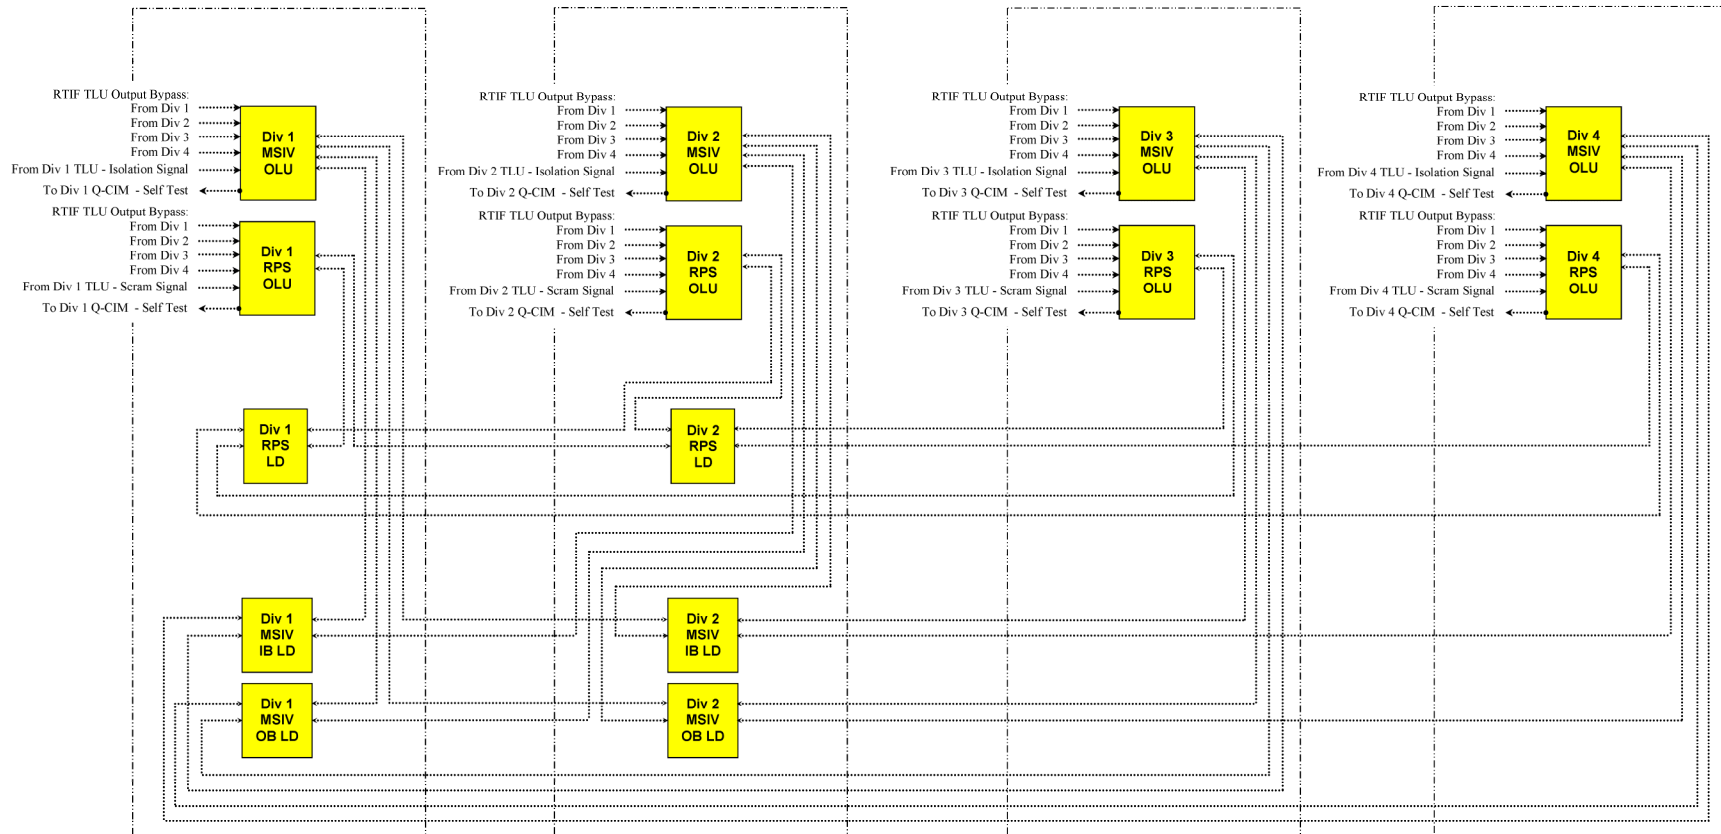 RTIF TLU Output Bypass:
From Div 1
From Div 2
From Div 3
From Div 4
From Div 1 TLU - Isolation Signal
To Div 1 Q-CIM - Self Test
Div 1
MSIV
OLU
RTIF TLU Output Bypass:
From Div 1
From Div 2
From Div 3
From Div 4
From Div 1 TLU - Scram Signal
To Div 1 Q-CIM - Self Test
Div 1
RPS
OLU
RTIF TLU Output Bypass:
From Div 1
From Div 2
From Div 3
From Div 4
From Div 2 TLU - Isolation Signal
To Div 2 Q-CIM - Self Test
Div 2
MSIV
OLU
RTIF TLU Output Bypass:
From Div 1
From Div 2
From Div 3
From Div 4
From Div 2 TLU - Scram Signal
To Div 2 Q-CIM - Self Test
Div 2
RPS
OLU
RTIF TLU Output Bypass:
From Div 1
From Div 2
From Div 3
From Div 4
From Div 3 TLU - Isolation Signal
To Div 3 Q-CIM - Self Test
Div 3
MSIV
OLU
RTIF TLU Output Bypass:
From Div 1
From Div 2
From Div 3
From Div 4
From Div 3 TLU - Scram Signal
To Div 3 Q-CIM - Self Test
Div 3
RPS
OLU
RTIF TLU Output Bypass:
From Div 1
From Div 2
From Div 3
From Div 4
From Div 4 TLU - Isolation Signal
To Div 4 Q-CIM - Self Test
Div 4
MSIV
OLU
RTIF TLU Output Bypass:
From Div 1
From Div 2
From Div 3
From Div 4
From Div 4 TLU - Scram Signal
To Div 4 Q-CIM - Self Test
Div 4
RPS
OLU
Div 1
RPS
LD
Div 2
RPS
LD
Div 1
MSIV
IB LD
Div 2
MSIV
IB LD
Div 1
MSIV
OB LD
Div 2
MSIV
OB LD